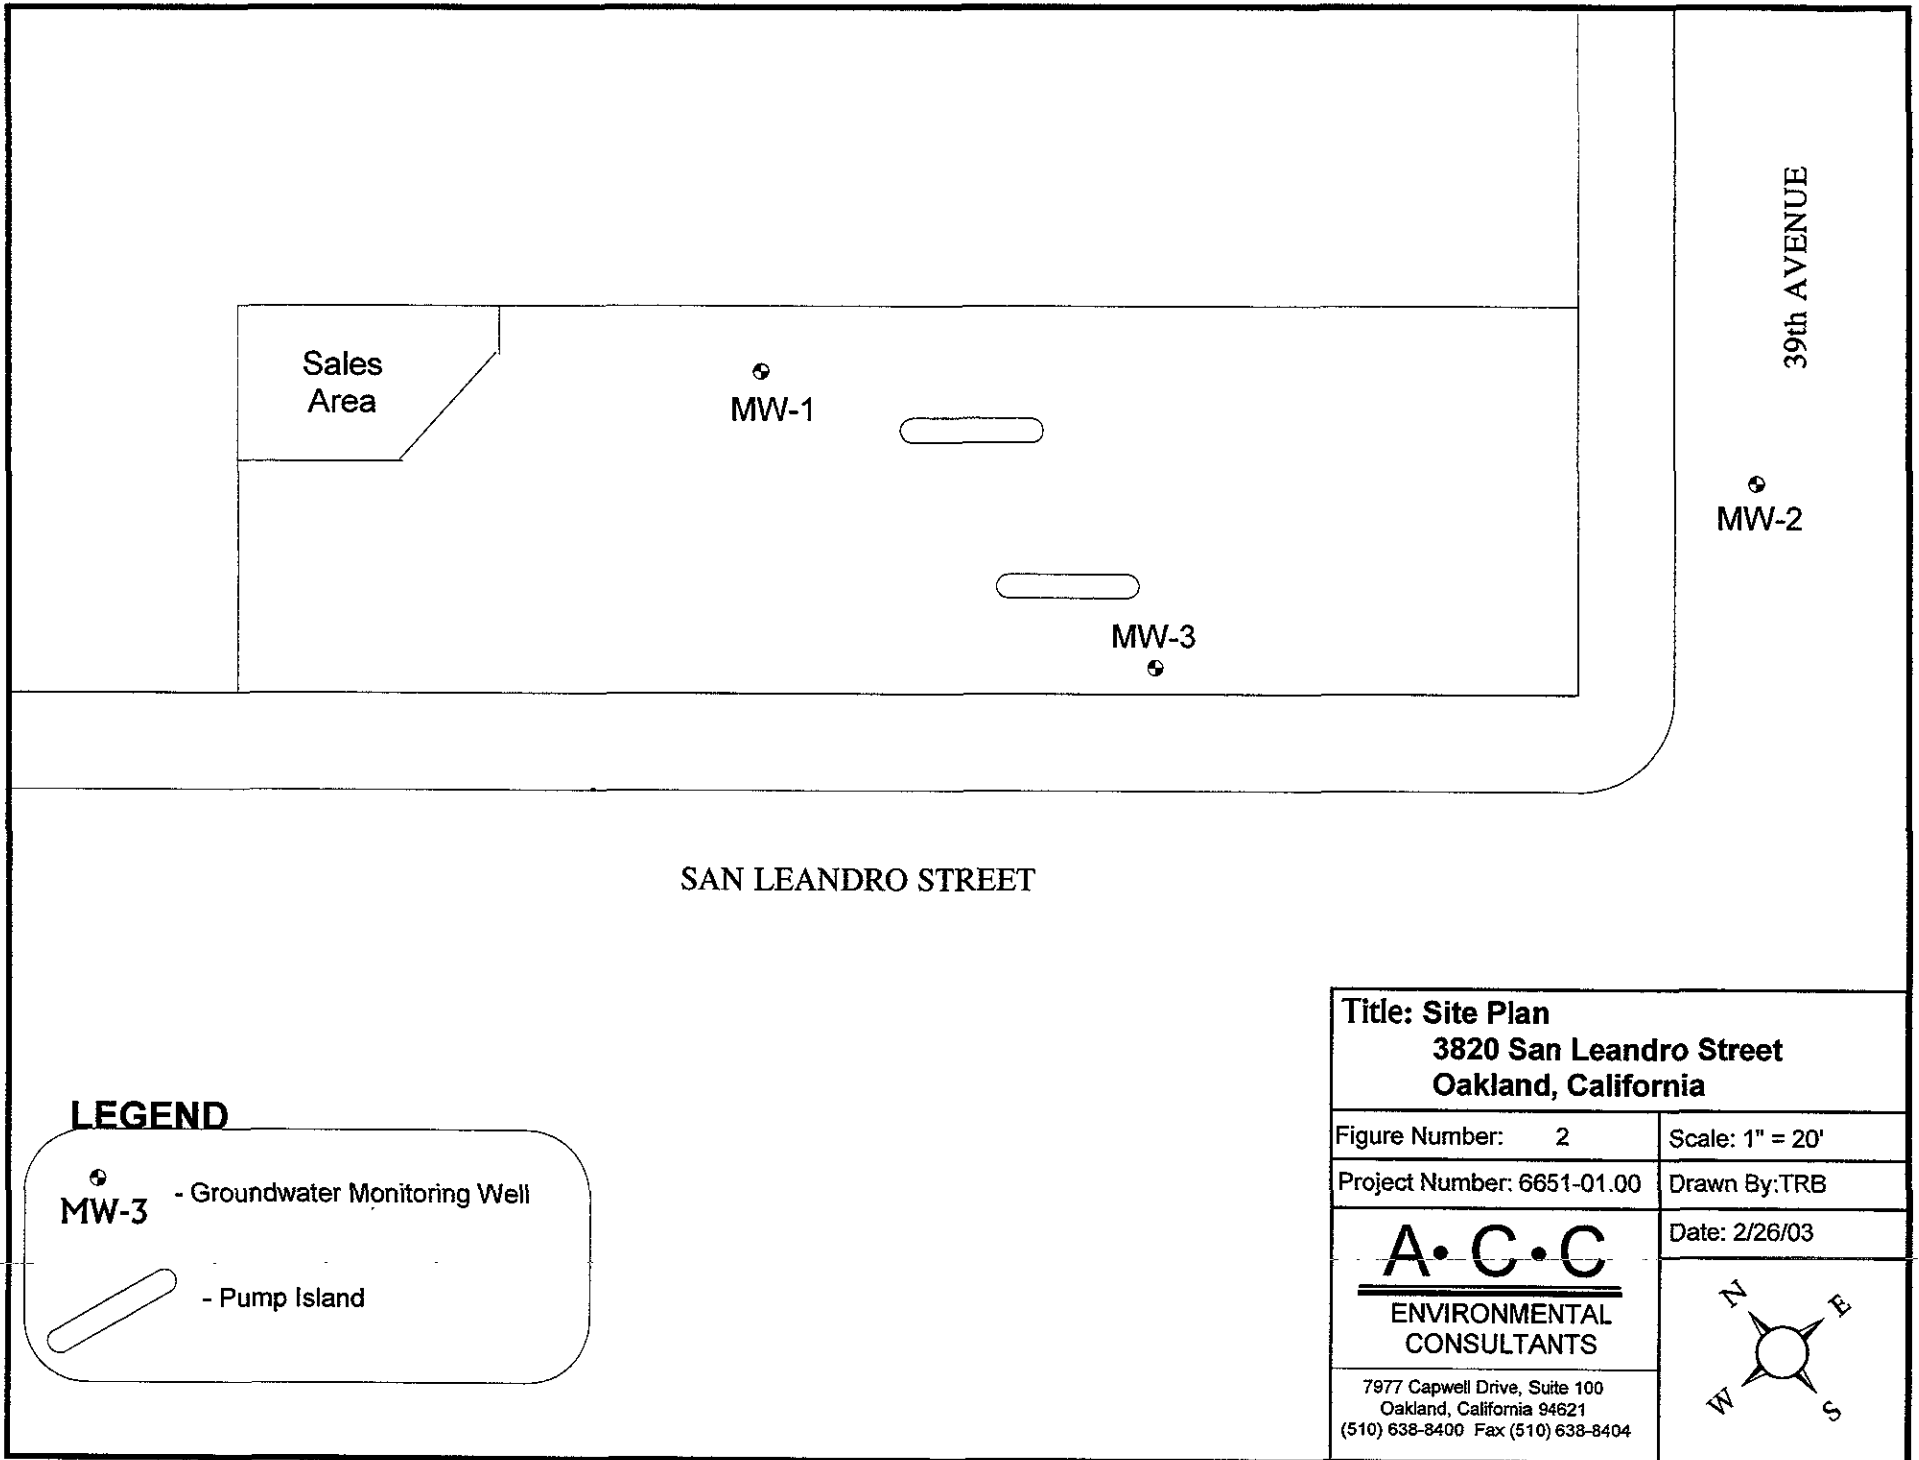 39th AVENUE
Sales
Area
MW-1
MW-2
MW-3
SAN LEANDRO STREET
LEGEND
MW-3
- Groundwater Monitoring Well
- Pump Island
Title: Site Plan
3820 San Leandro Street
Oakland, California
Figure Number: 2
Scale: 1" = 20'
Project Number: 6651-01.00
Drawn By:TRB
Date: 2/26/03
A•C•C
ENVIRONMENTAL
CONSULTANTS
7977 Capwell Drive, Suite 100
Oakland, California 94621
(510) 638-8400 Fax (510) 638-8404
N
E
W
S